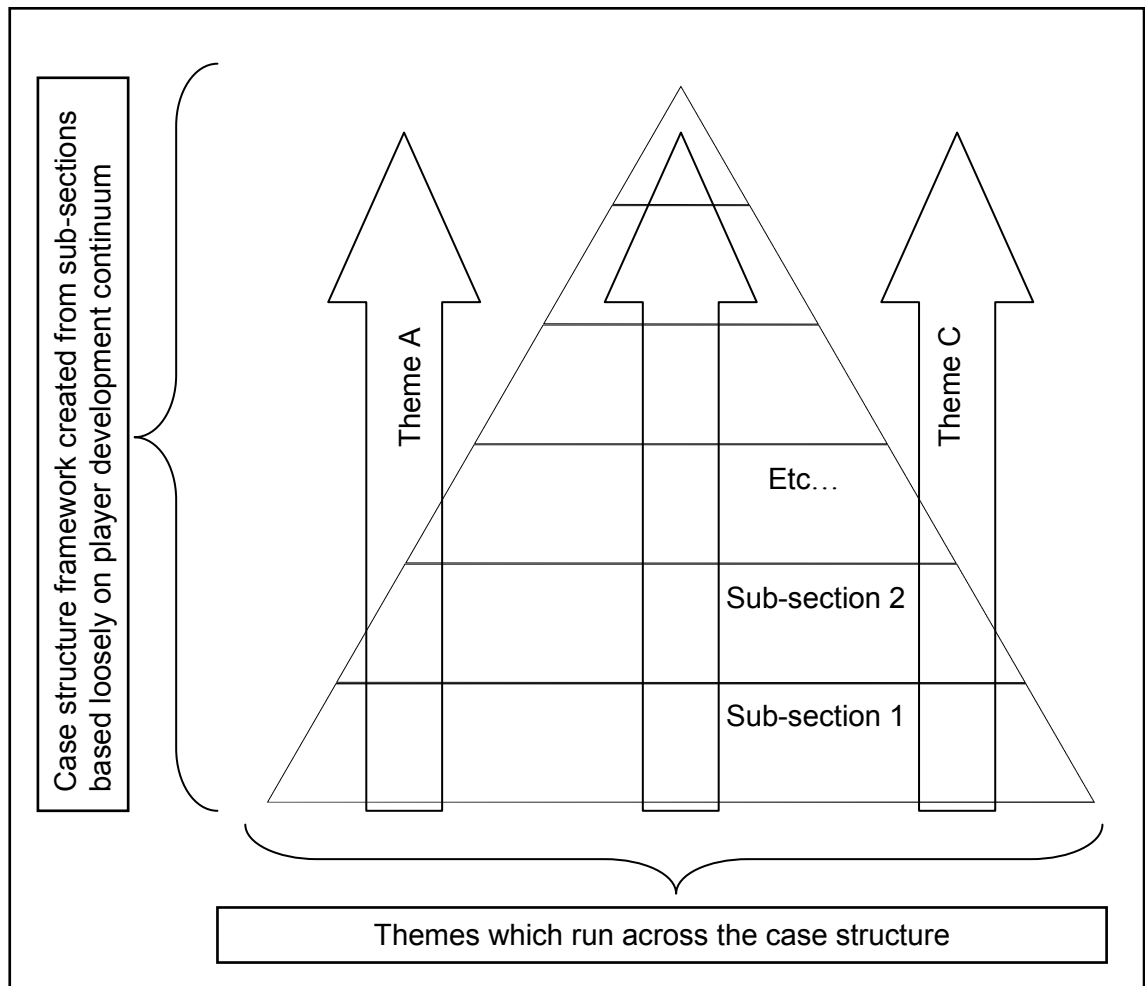 Case structure framework created from sub-sections
based loosely on player development continuum
Theme A
Theme C
Etc…
Sub-section 2
Sub-section 1
Themes which run across the case structure